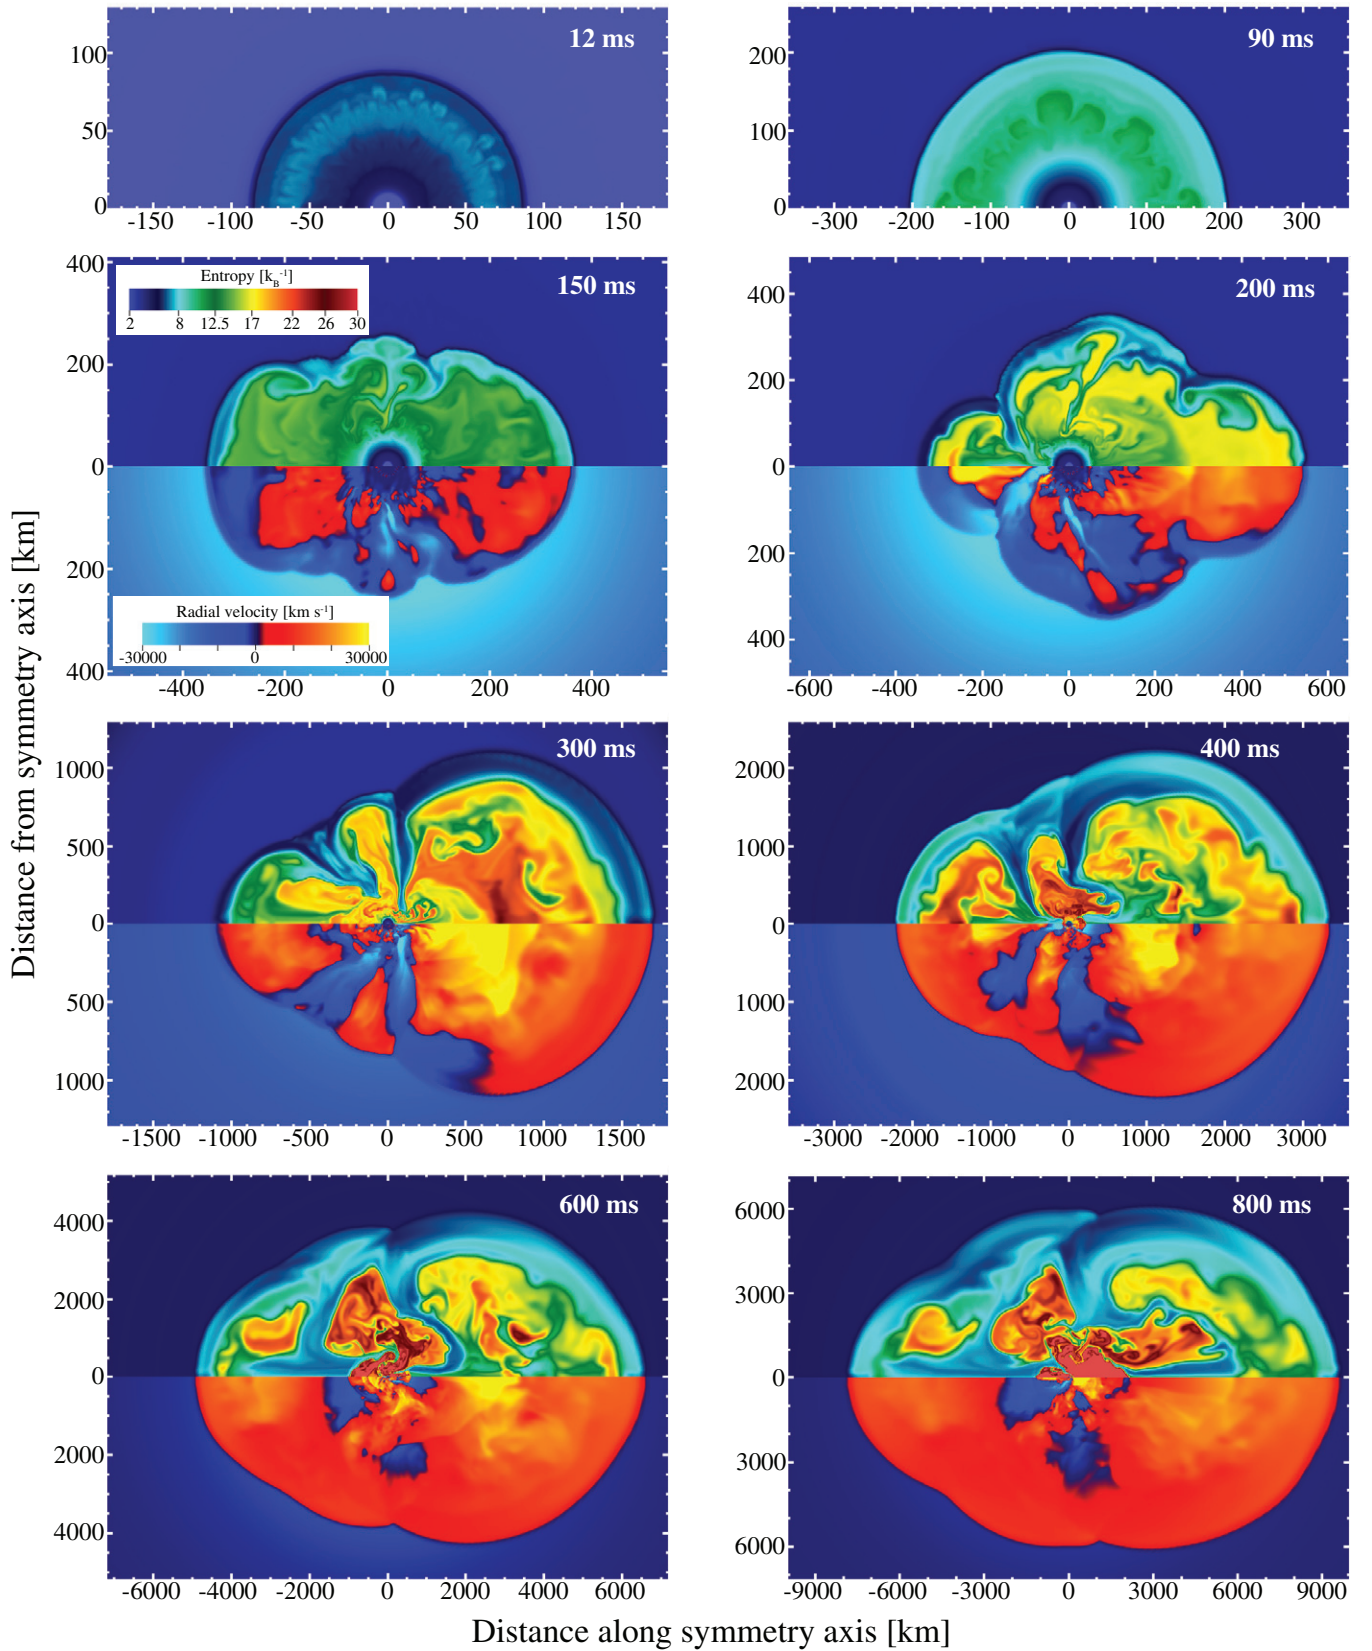 12 ms
100
50
0
-150 -100 -50 0 50 100 150
90 ms
200
100
0
-300 -200 -100 0 100 200 300
150 ms
Entropy [k_B^-1]
2 8 12.5 17 22 26 30
400
200
0
200
400
Radial velocity [km s^-1]
-30000 0 30000
-400 -200 0 200 400
200 ms
400
200
0
200
400
-600 -400 -200 0 200 400 600
Distance from symmetry axis [km]
300 ms
1000
500
0
500
1000
-1500 -1000 -500 0 500 1000 1500
400 ms
2000
1000
0
1000
2000
-3000 -2000 -1000 0 1000 2000 3000
600 ms
4000
2000
0
2000
4000
-6000 -4000 -2000 0 2000 4000 6000
800 ms
6000
3000
0
3000
6000
-9000 -6000 -3000 0 3000 6000 9000
Distance along symmetry axis [km]